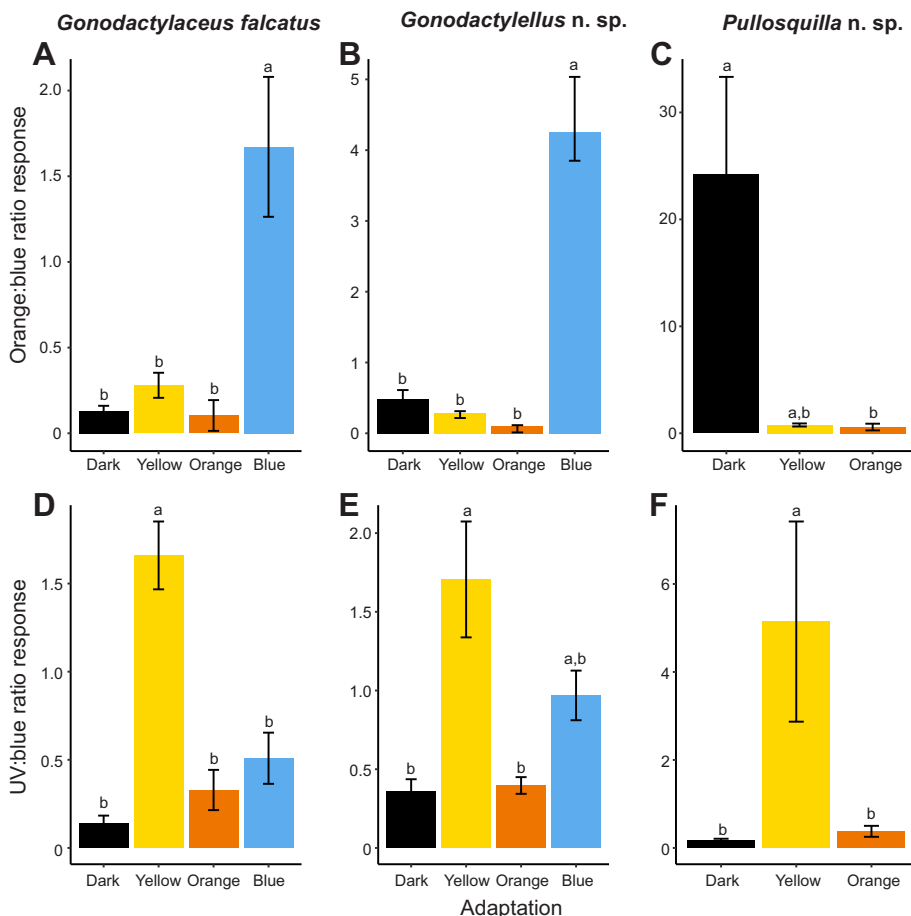 Gonodactylaceus falcatus
Gonodactylellus n. sp.
Pullosquilla n. sp.
A
B
C
Orange:blue ratio response
2.0
1.5
1.0
0.5
0
a
b
b
b
Dark Yellow Orange Blue
5
4
3
2
1
0
a
b
b
b
Dark Yellow Orange Blue
30
20
10
0
a
a,b
b
Dark Yellow Orange
D
E
F
UV:blue ratio response
1.5
1.0
0.5
0
b
a
b
b
Dark Yellow Orange Blue
2.0
1.5
1.0
0.5
0
b
a
b
a,b
Dark Yellow Orange Blue
6
4
2
0
b
a
b
Dark Yellow Orange
Adaptation